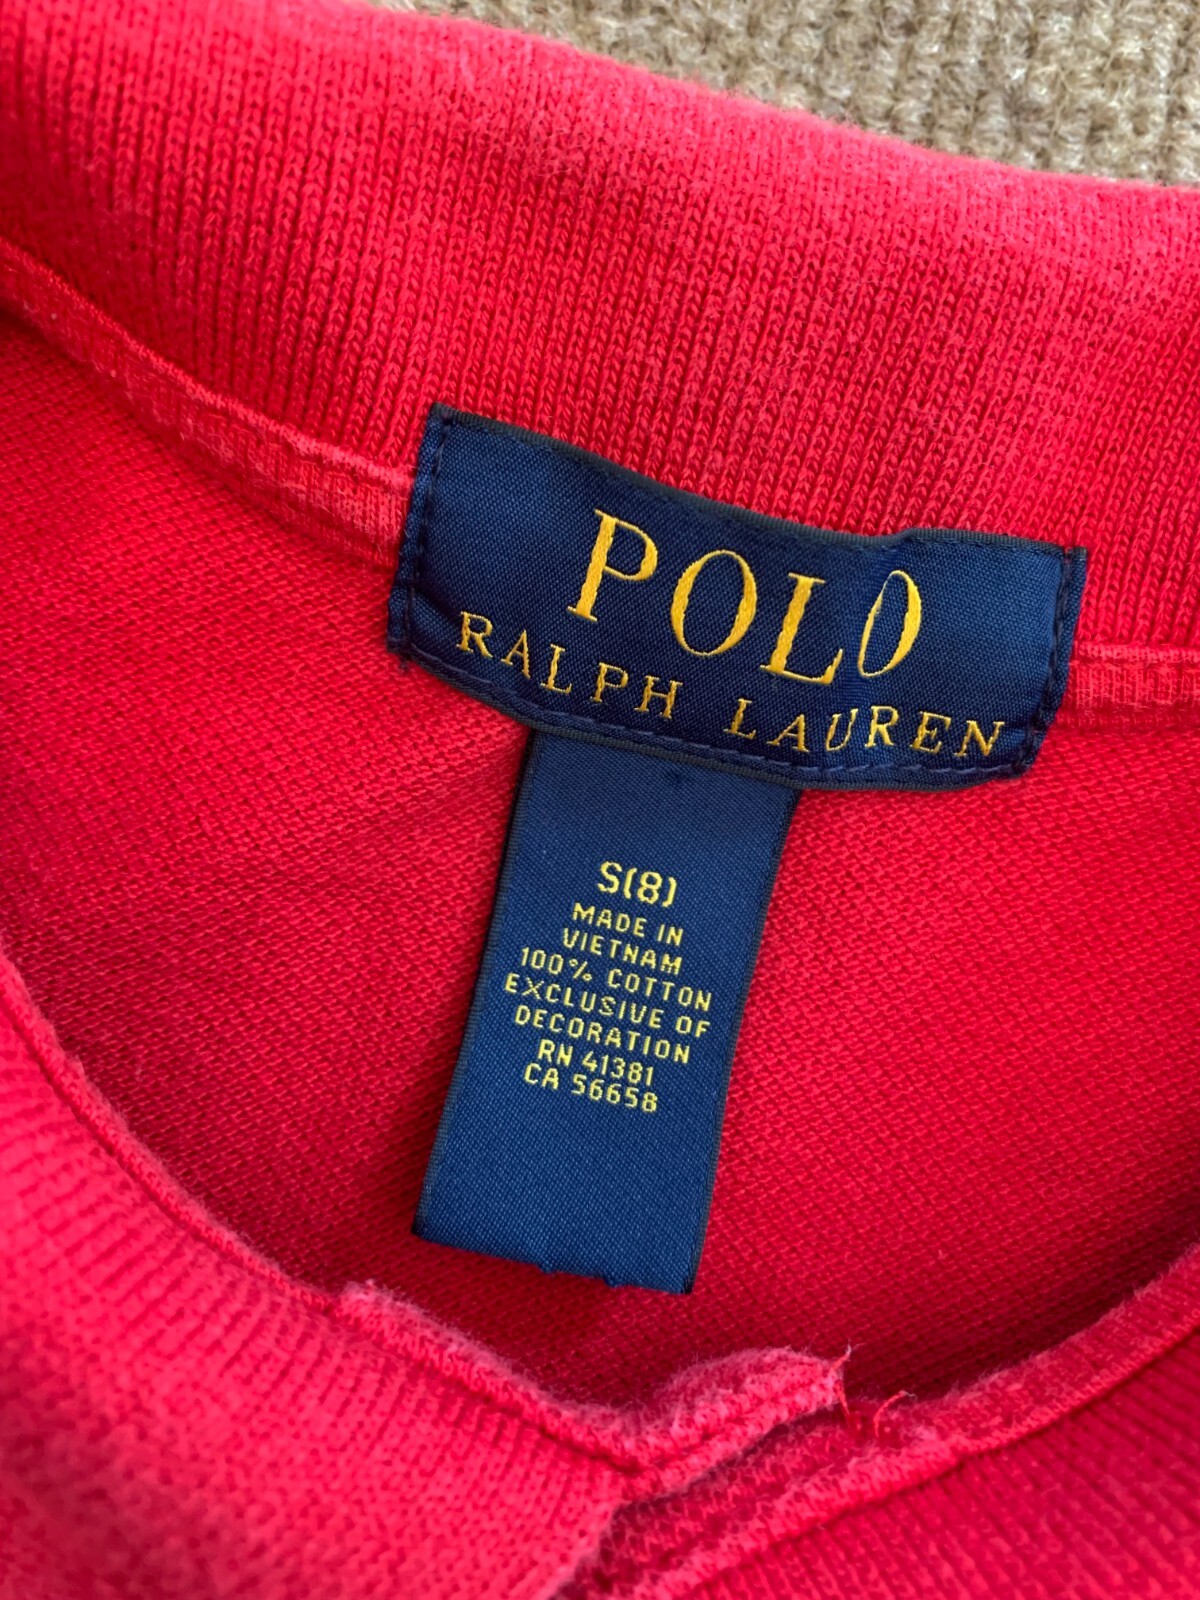 POLO
RALPH LAUREN
S(8)
MADE IN
VIETNAM
100% COTTON
EXCLUSIVE OF
DECORATION
RN 41381
CA 56658